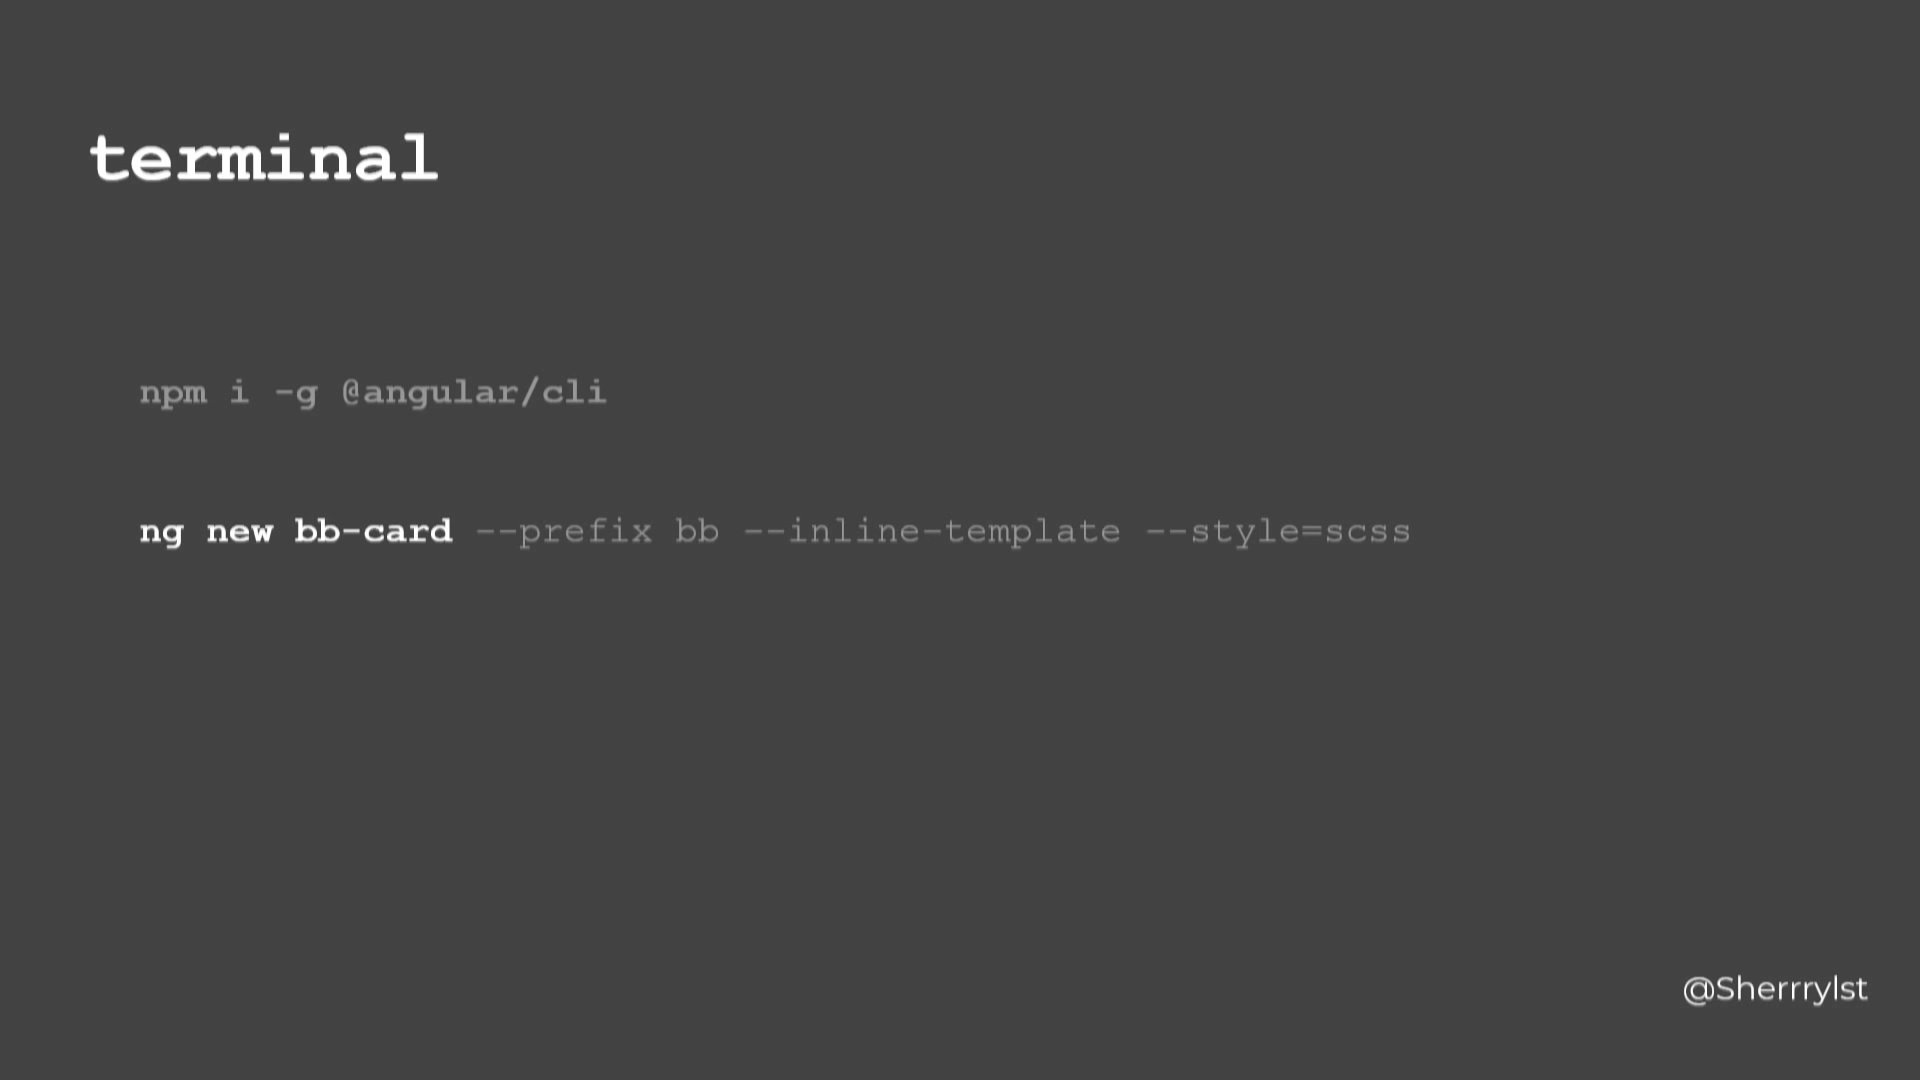 terminal
npm i -g @angular/cli
ng new bb-card --prefix bb --inline-template --style=scss
@Sherrrylst